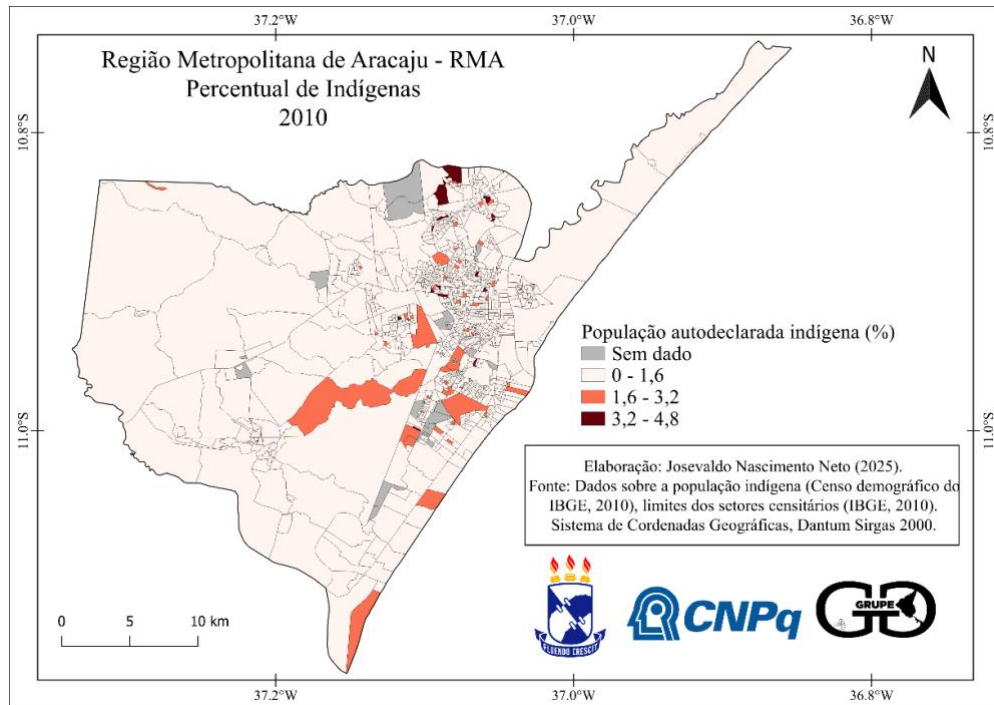 37.2°W
37.0°W
36.8°W
Região Metropolitana de Aracaju - RMA
Percentual de Indígenas
2010
N
10.8°S
10.8°S
População autodeclarada indígena (%)
Sem dado
0 - 1,6
1,6 - 3,2
3,2 - 4,8
11.0°S
11.0°S
Elaboração: Josevaldo Nascimento Neto (2025).
Fonte: Dados sobre a população indígena (Censo demográfico do
IBGE, 2010), limites dos setores censitários (IBGE, 2010).
Sistema de Cordenadas Geográficas, Dantum Sirgas 2000.
0 5 10 km
FLUENDO CRESCIT
CNPq
GRUPE
37.2°W
37.0°W
36.8°W